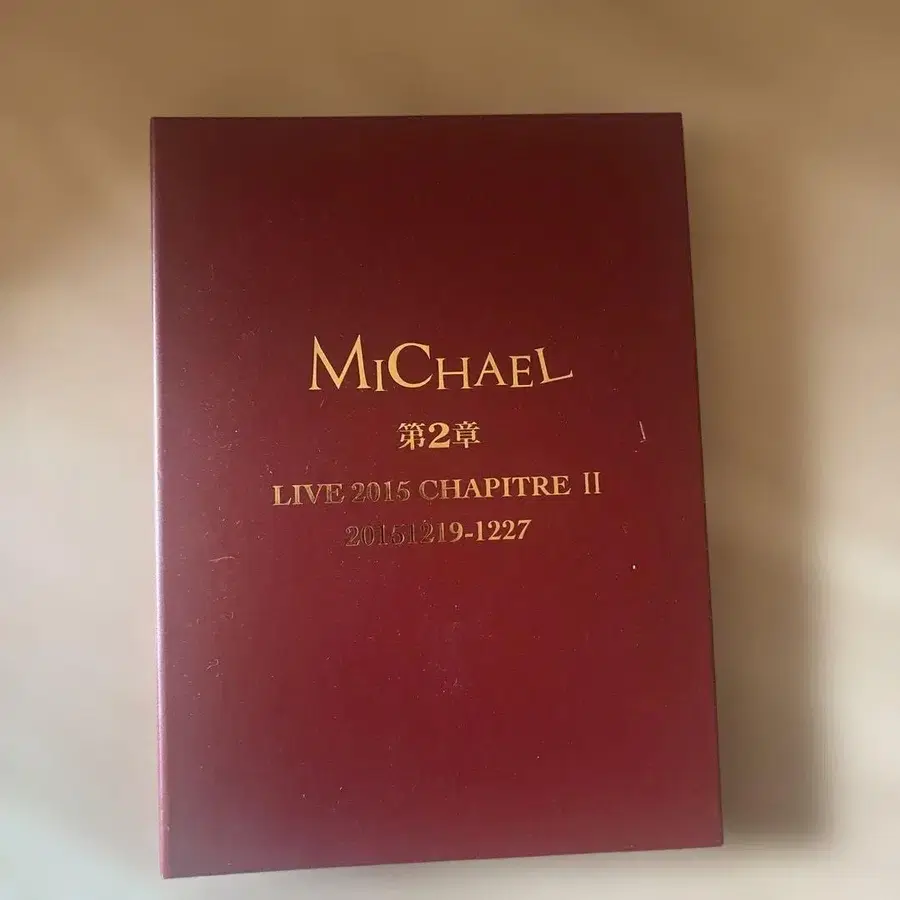 MICHAEL
第2章
LIVE 2015 CHAPITRE II
20151219-1227